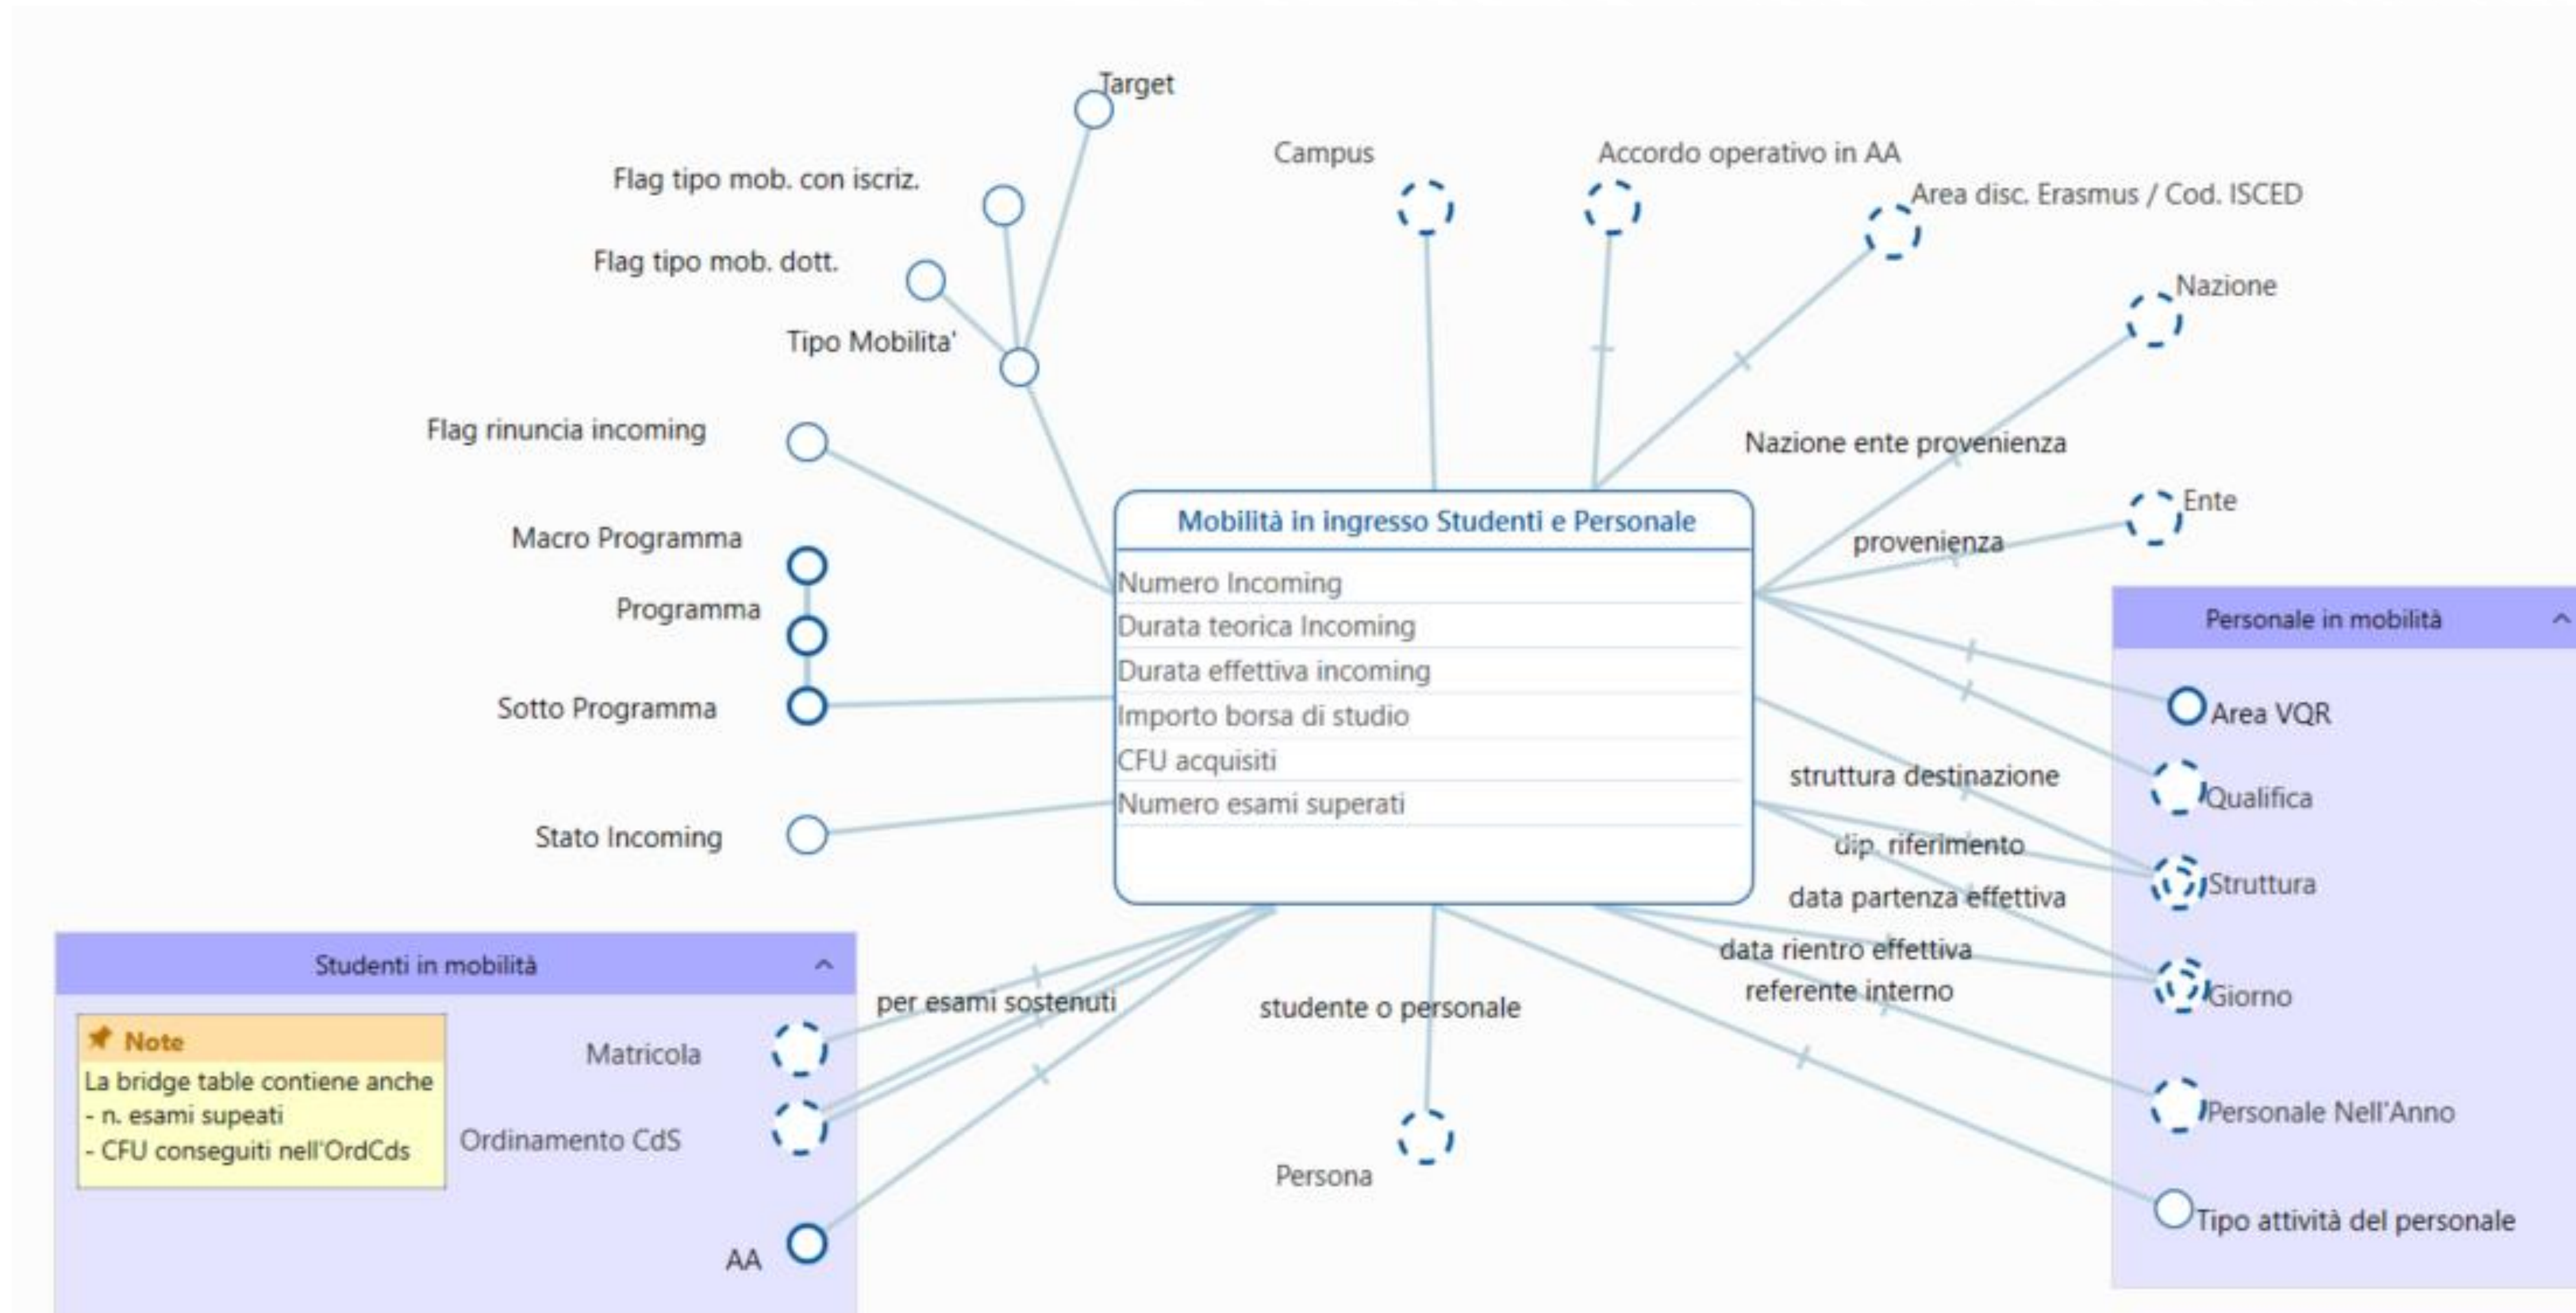 Target
Campus
Accordo operativo in AA
Flag tipo mob. con iscriz.
Area disc. Erasmus / Cod. ISCED
Flag tipo mob. dott.
Nazione
Tipo Mobilita'
Flag rinuncia incoming
Nazione ente provenienza
Ente
Mobilità in ingresso Studenti e Personale
Macro Programma
provenienza
Numero Incoming
Programma
Personale in mobilità
Durata teorica Incoming
Durata effettiva incoming
Sotto Programma
Importo borsa di studio
Area VQR
CFU acquisiti
struttura destinazione
Qualifica
Numero esami superati
Stato Incoming
dip. riferimento
Struttura
data partenza effettiva
data rientro effettiva
Studenti in mobilità
referente interno
Giorno
per esami sostenuti
studente o personale
Note
La bridge table contiene anche
- n. esami supeati
- CFU conseguiti nell'OrdCds
Matricola
Ordinamento CdS
Personale Nell'Anno
Persona
Tipo attività del personale
AA